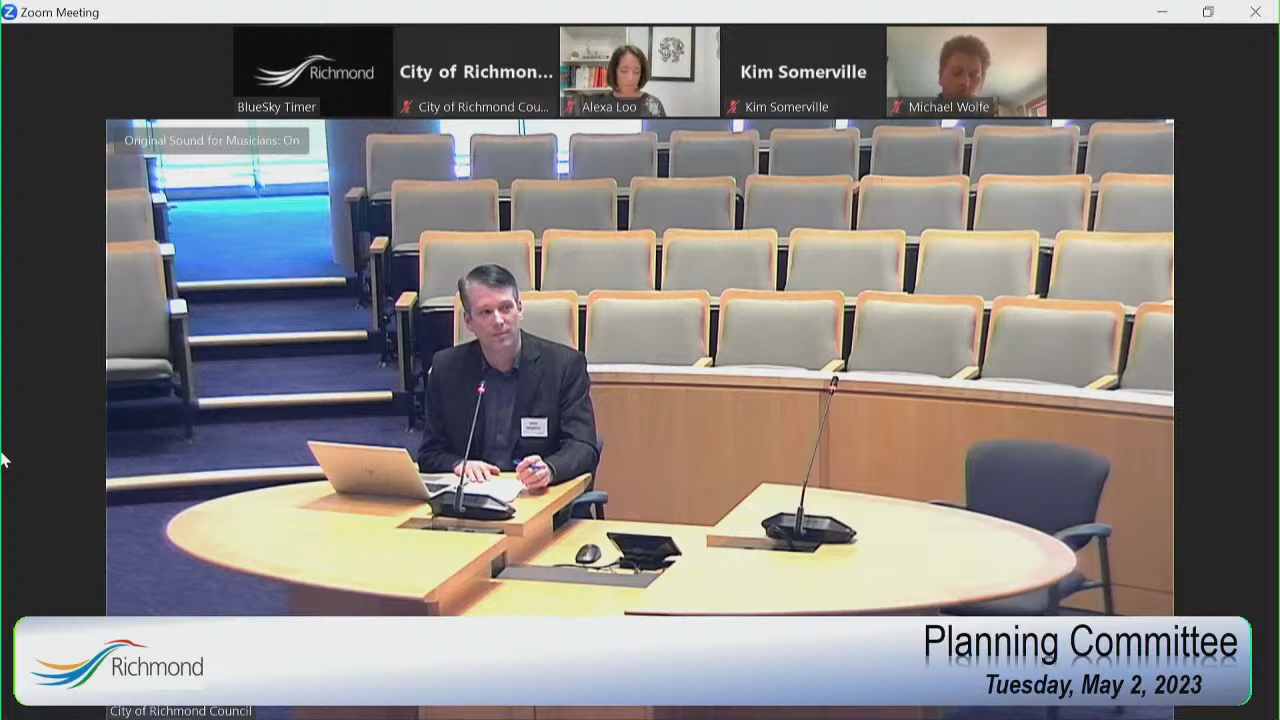 Zoom Meeting
Richmond
City of Richmon...
Kim Somerville
BlueSky Timer
City of Richmond Cou...
Alexa Loo
Kim Somerville
Michael Wolfe
Original Sound for Musicians: On
Planning Committee
Richmond
Tuesday, May 2, 2023
City of Richmond Council